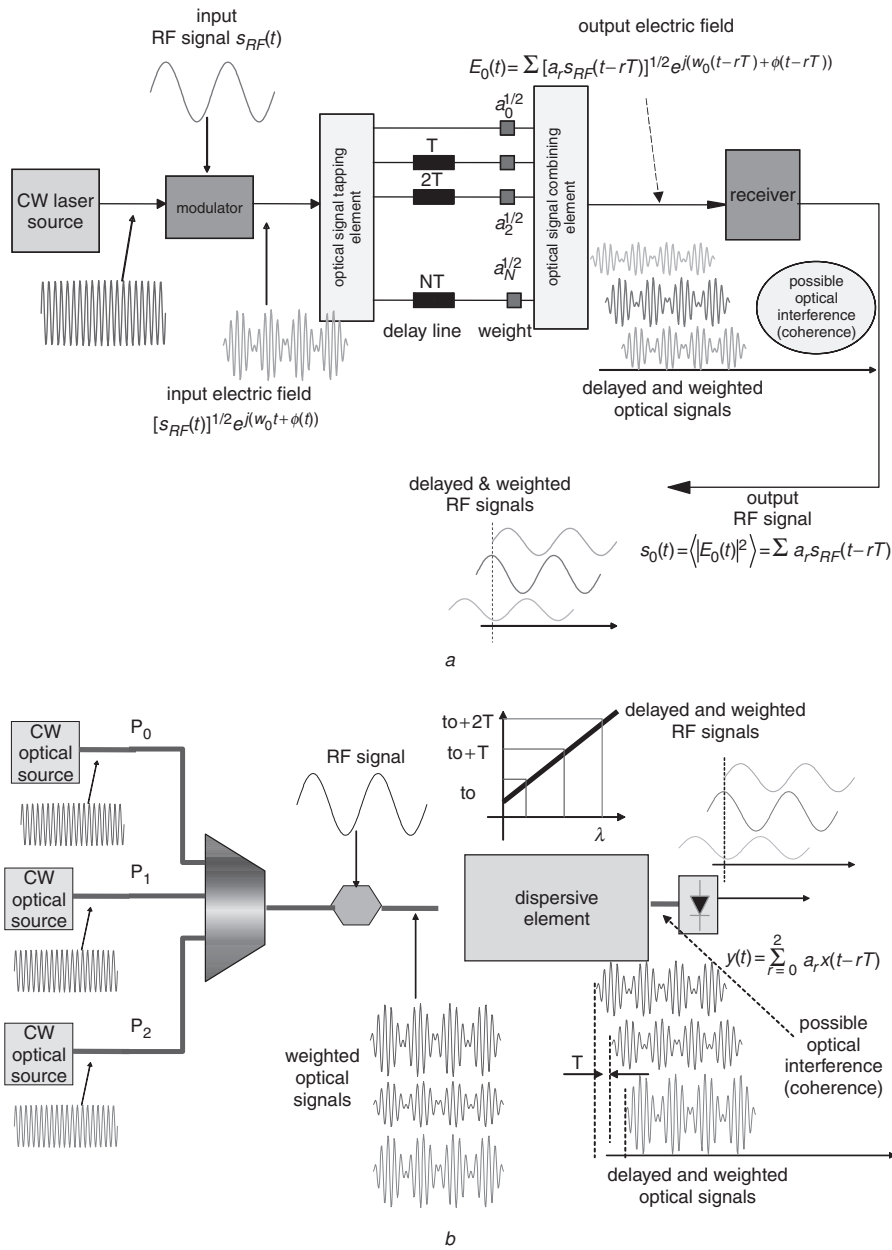 input
RF signal s_RF(t)
output electric field
E_0(t) = Σ [a_r s_RF(t−rT)]^{1/2} e^{j(w_0(t−rT)+ϕ(t−rT))}
CW laser
source
modulator
optical signal tapping
element
T
2T
NT
a_0^{1/2}
a_2^{1/2}
a_N^{1/2}
delay line
weight
optical signal combining
element
receiver
possible
optical
interference
(coherence)
input electric field
[s_RF(t)]^{1/2} e^{j(w_0 t+ϕ(t))}
delayed and weighted
optical signals
delayed & weighted
RF signals
output
RF signal
s_0(t) = ⟨|E_0(t)|^2⟩ = Σ a_r s_RF(t−rT)
a
CW
optical
source
P_0
CW
optical
source
P_1
CW
optical
source
P_2
RF signal
weighted
optical
signals
to+2T
to+T
to
λ
delayed and weighted
RF signals
dispersive
element
y(t) = Σ_{r=0}^{2} a_r x(t−rT)
possible
optical
interference
(coherence)
T
delayed and weighted
optical signals
b